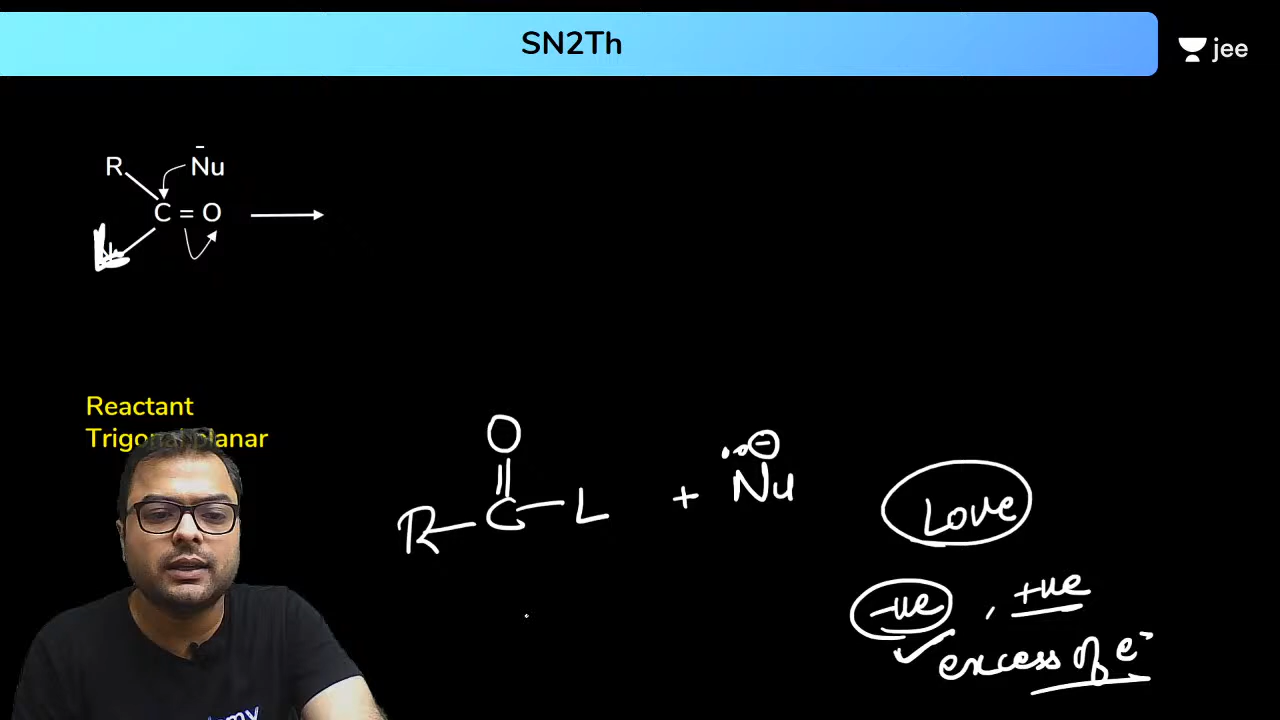 SN2Th
jee
R
Nu
C = O
Reactant
Trigonal planar
O
R-C-L + Nu
Love
-ve, +ve
excess of e-